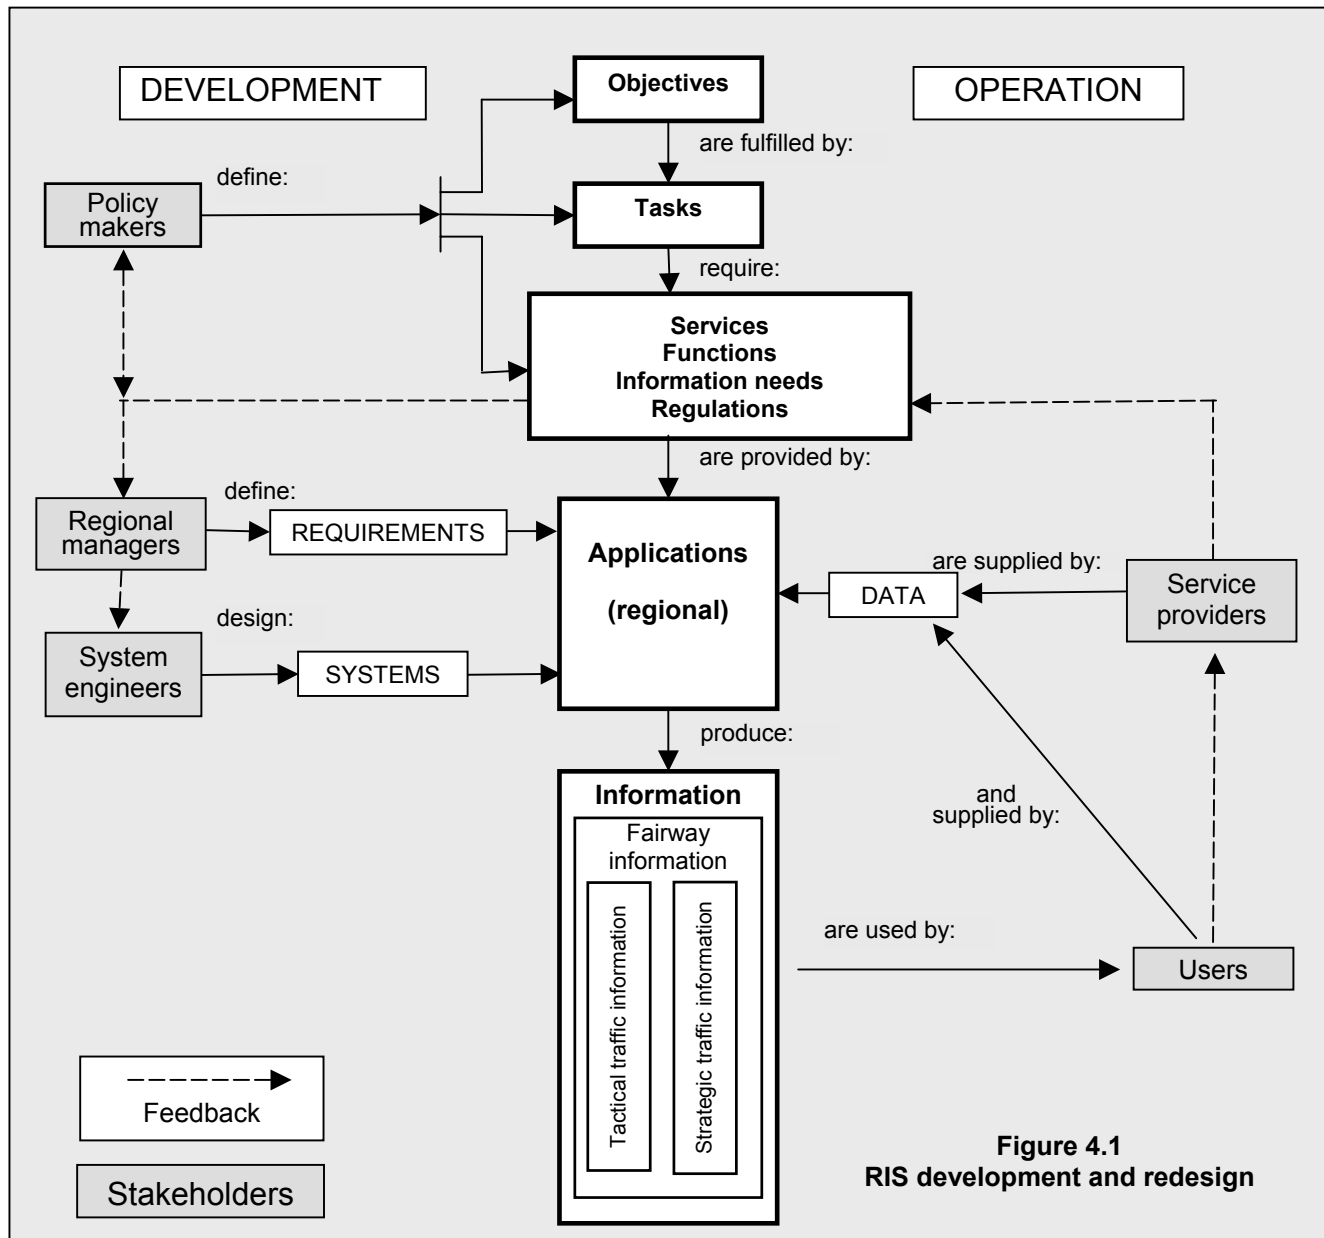 DEVELOPMENT
Objectives
OPERATION
are fulfilled by:
define:
Policy
makers
Tasks
require:
Services
Functions
Information needs
Regulations
are provided by:
define:
Regional
managers
REQUIREMENTS
Applications
(regional)
are supplied by:
DATA
Service
providers
design:
System
engineers
SYSTEMS
produce:
Information
Fairway
information
Tactical traffic information
Strategic traffic information
and
supplied by:
are used by:
Users
Feedback
Stakeholders
Figure 4.1
RIS development and redesign